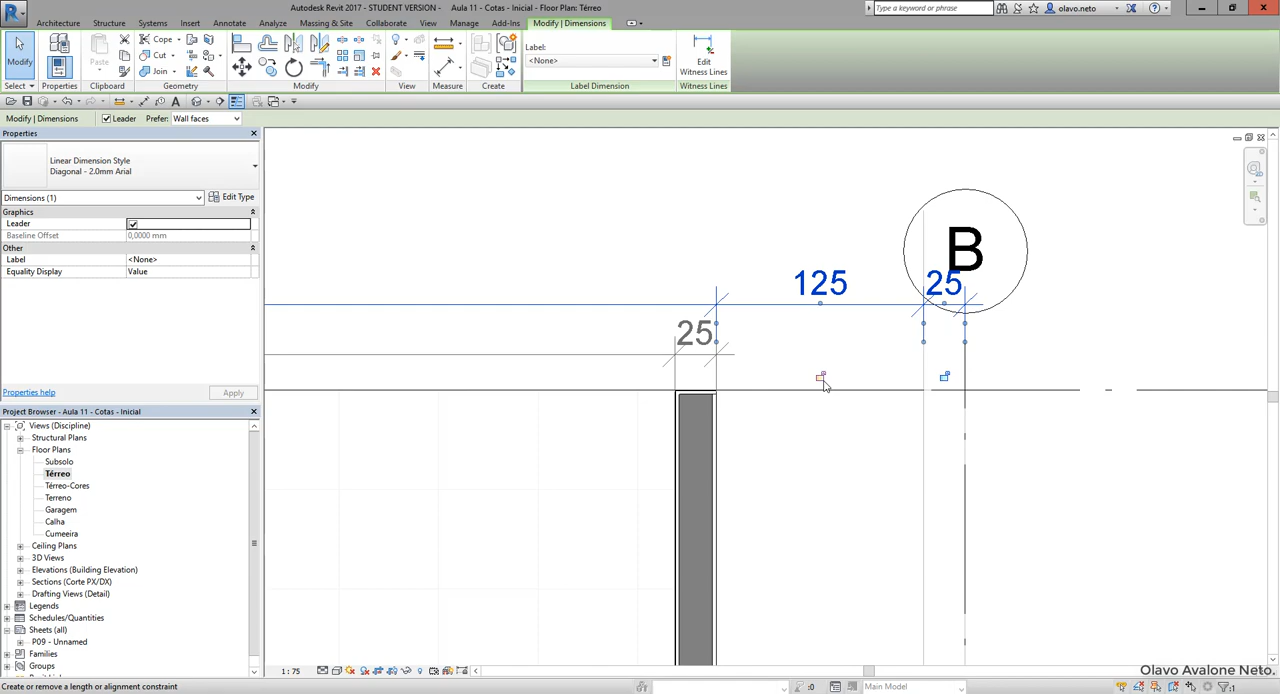 Autodesk Revit 2017 - STUDENT VERSION - Aula 11 - Cotas - Inicial - Floor Plan: Térreo
Type a keyword or phrase
olavo.neto
Architecture Structure Systems Insert Annotate Analyze Massing & Site Collaborate View Manage Add-Ins Modify | Dimensions
Modify
Paste
Cope
Cut
Join
Label:
<None>
Edit
Witness Lines
Select Properties Clipboard Geometry Modify View Measure Create Label Dimension Witness Lines
Modify | Dimensions
Leader
Prefer:
Wall faces
Properties
Linear Dimension Style
Diagonal - 2.0mm Arial
Dimensions (1)
Edit Type
Graphics
Leader
Baseline Offset 0,0000 mm
Other
Label <None>
Equality Display Value
Properties help
Apply
Project Browser - Aula 11 - Cotas - Inicial
Views (Discipline)
Structural Plans
Floor Plans
Subsolo
Térreo
Térreo-Cores
Terreno
Garagem
Calha
Cumeeira
Ceiling Plans
3D Views
Elevations (Building Elevation)
Sections (Corte PX/DX)
Drafting Views (Detail)
Legends
Schedules/Quantities
Sheets (all)
P09 - Unnamed
Families
Groups
B
125
25
25
1 : 75
Olavo Avalone Neto.
Create or remove a length or alignment constraint
:0
Main Model
:1